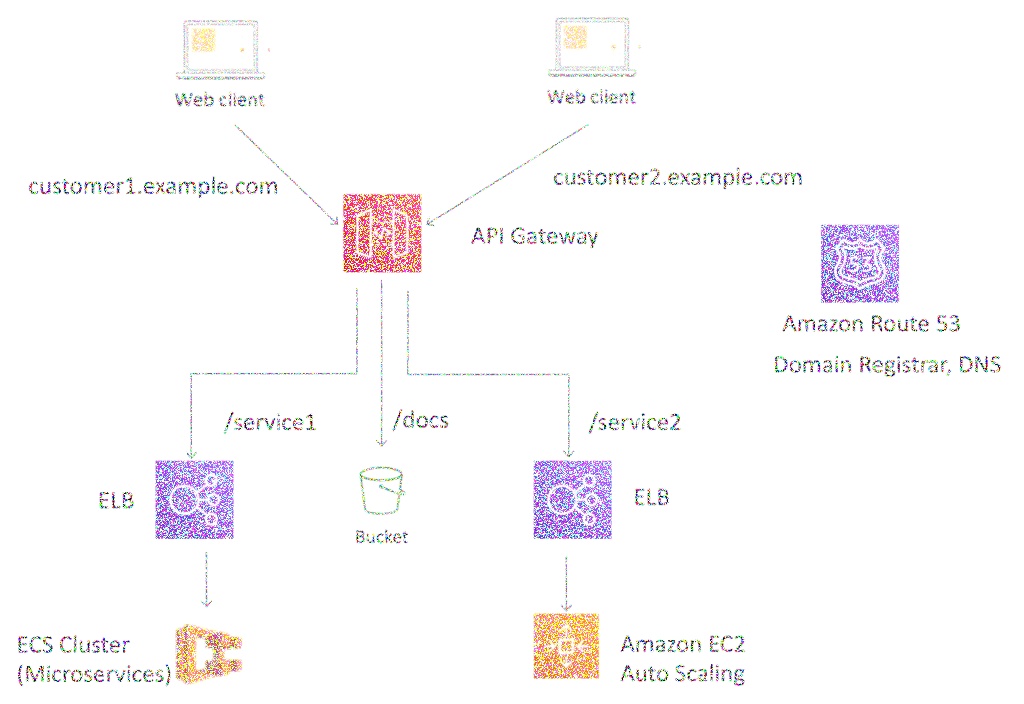 Web client
Web client
customer1.example.com
customer2.example.com
API Gateway
Amazon Route 53
Domain Registrar, DNS
/service1
/docs
/service2
ELB
ELB
Bucket
ECS Cluster
(Microservices)
Amazon EC2
Auto Scaling